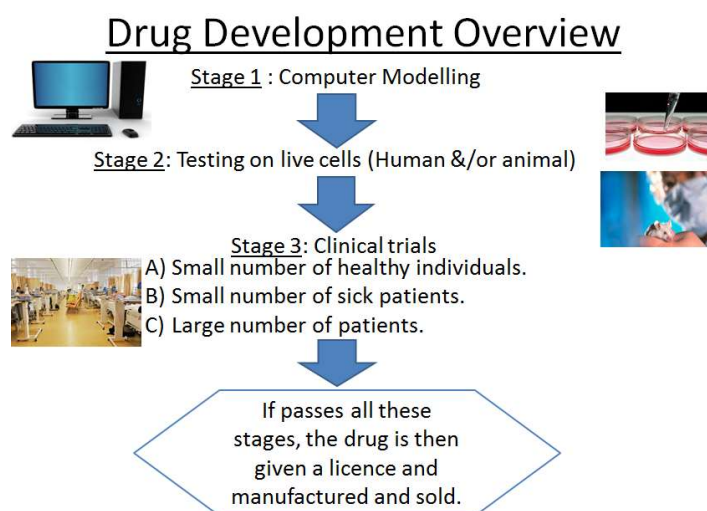 Drug Development Overview
Stage 1 : Computer Modelling
Stage 2: Testing on live cells (Human &/or animal)
Stage 3: Clinical trials
A) Small number of healthy individuals.
B) Small number of sick patients.
C) Large number of patients.
If passes all these
stages, the drug is then
given a licence and
manufactured and sold.